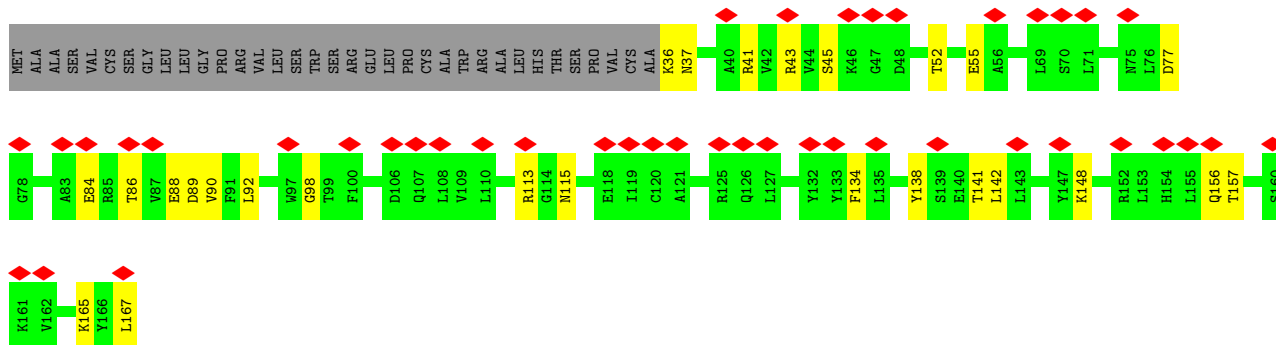 MET ALA ALA SER VAL CYS SER GLY LEU LEU GLY PRO ARG VAL LEU SER TRP SER ARG GLU LEU PRO CYS ALA TRP ARG ALA LEU HIS THR SER PRO VAL CYS ALA K36 N37 A40 R41 V42 R43 V44 S45 K46 G47 D48 T52 E55 A56 L69 S70 L71 N75 L76 D77
G78 A83 E84 R85 T86 V87 E88 D89 V90 F91 L92 W97 G98 T99 F100 D106 Q107 L108 V109 L110 R113 G114 N115 E118 I119 C120 A121 R125 Q126 L127 Y132 Y133 F134 L135 Y138 S139 E140 T141 L142 L143 Y147 K148 R152 L153 H154 L155 Q156 T157
K161 V162 K165 Y166 L167